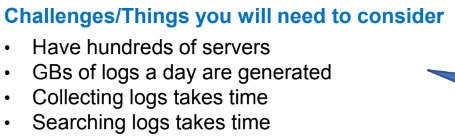 Challenges/Things you will need to consider
• Have hundreds of servers
• GBs of logs a day are generated
• Collecting logs takes time
• Searching logs takes time